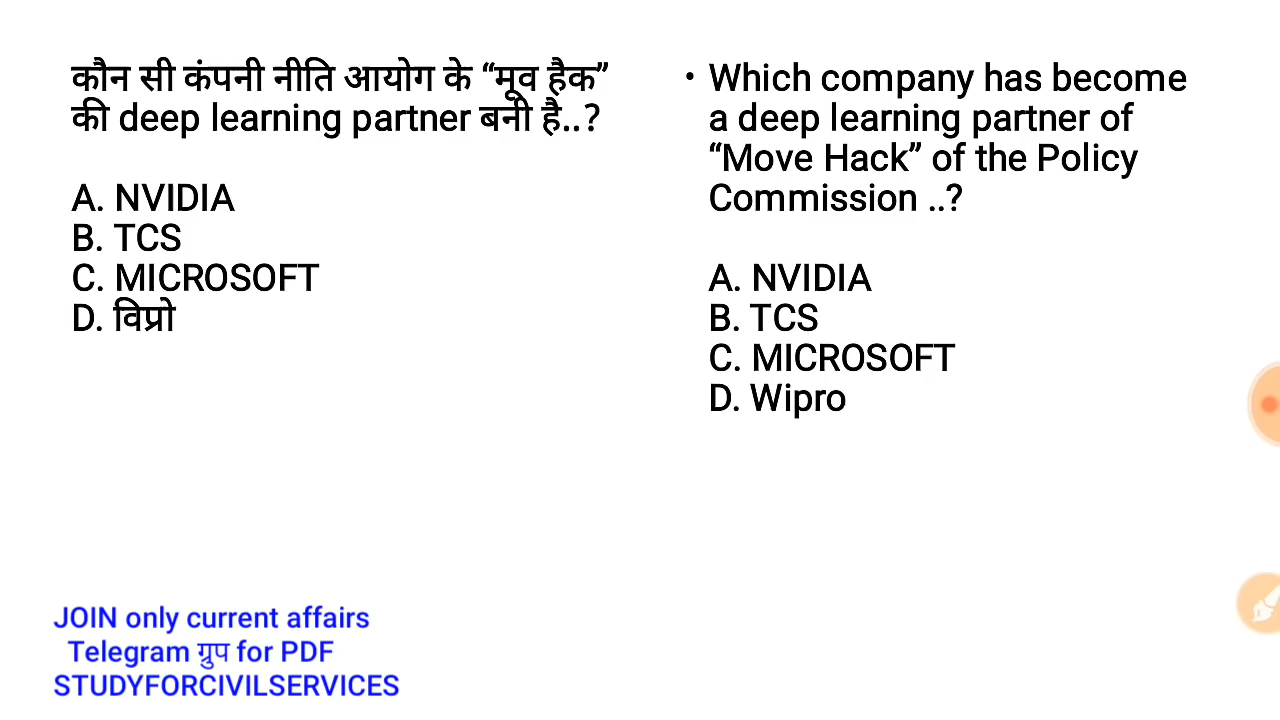 कौन सी कंपनी नीति आयोग के “मूव हैक”
की deep learning partner बनी है..?
A. NVIDIA
B. TCS
C. MICROSOFT
D. विप्रो
• Which company has become
a deep learning partner of
“Move Hack” of the Policy
Commission ..?
A. NVIDIA
B. TCS
C. MICROSOFT
D. Wipro
JOIN only current affairs
Telegram ग्रुप for PDF
STUDYFORCIVILSERVICES